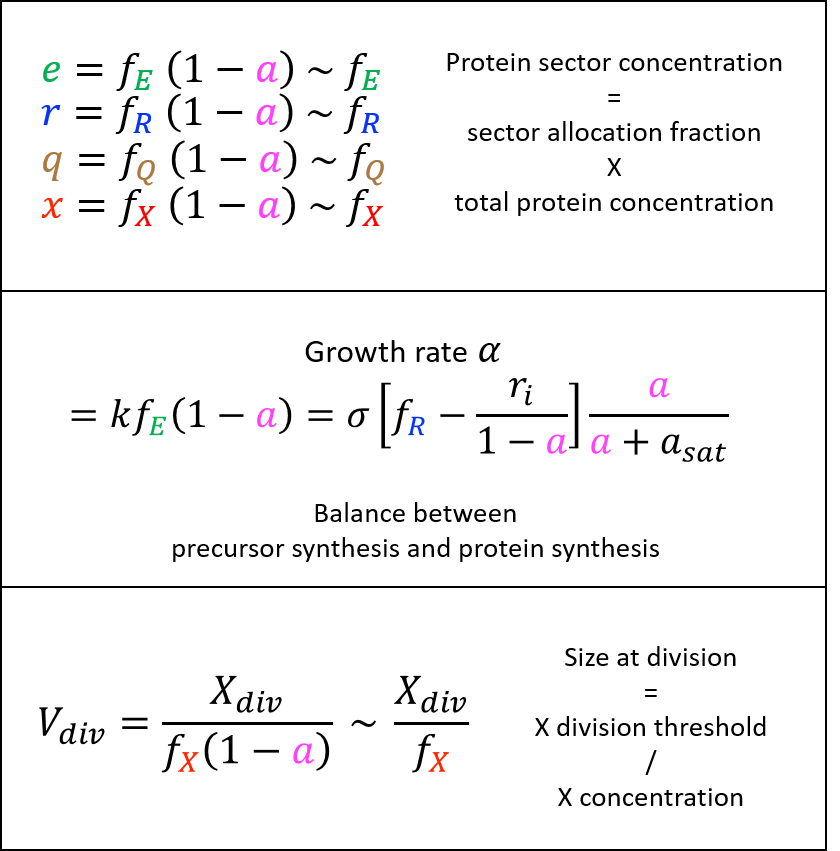 e = f_E (1 − a) ~ f_E
r = f_R (1 − a) ~ f_R
q = f_Q (1 − a) ~ f_Q
x = f_X (1 − a) ~ f_X
Protein sector concentration
=
sector allocation fraction
X
total protein concentration
Growth rate α
= kf_E(1 − a) = σ [f_R − r_i / (1 − a)] a / (a + a_sat)
Balance between
precursor synthesis and protein synthesis
V_div = X_div / (f_X(1 − a)) ~ X_div / f_X
Size at division
=
X division threshold
/
X concentration